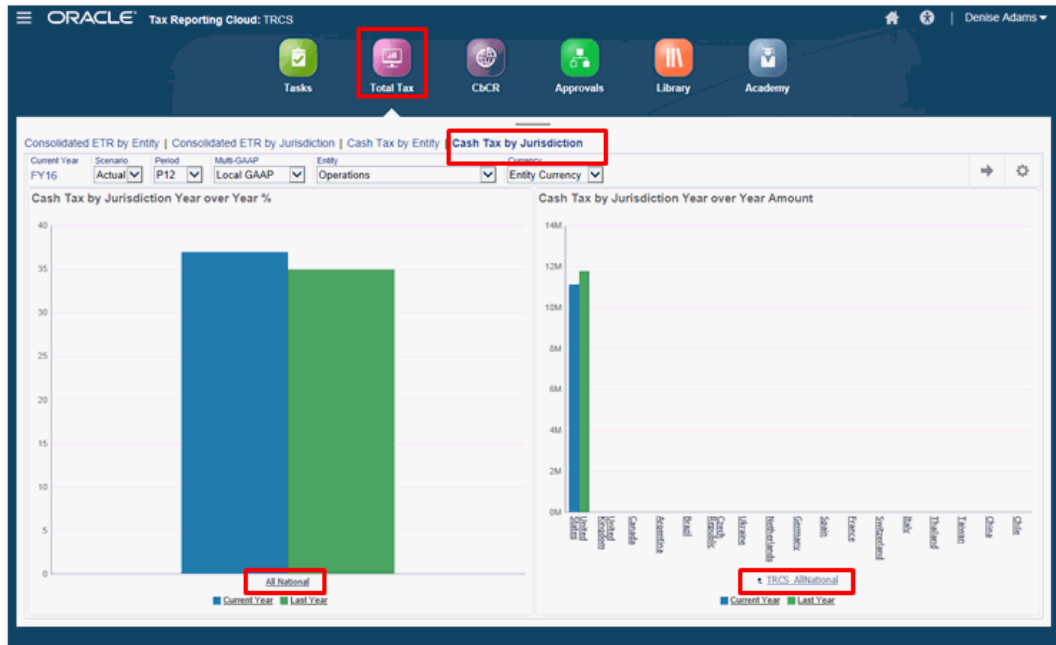 ORACLE® Tax Reporting Cloud: TRCS Denise Adams
Tasks Total Tax CbCR Approvals Library Academy
Consolidated ETR by Entity | Consolidated ETR by Jurisdiction | Cash Tax by Entity | Cash Tax by Jurisdiction
Current Year Scenario Period Multi-GAAP Entity Currency
FY16 Actual P12 Local GAAP Operations Entity Currency
Cash Tax by Jurisdiction Year over Year %
40
35
30
25
20
15
10
5
0
All National
Current Year Last Year
Cash Tax by Jurisdiction Year over Year Amount
14M
12M
10M
8M
6M
4M
2M
0M
United States
United Kingdom
Canada
Argentina
Brazil
Czech Republic
Ukraine
Netherlands
Germany
Spain
France
Switzerland
Italy
Thailand
Taiwan
China
Chile
TRCS_AllNational
Current Year Last Year